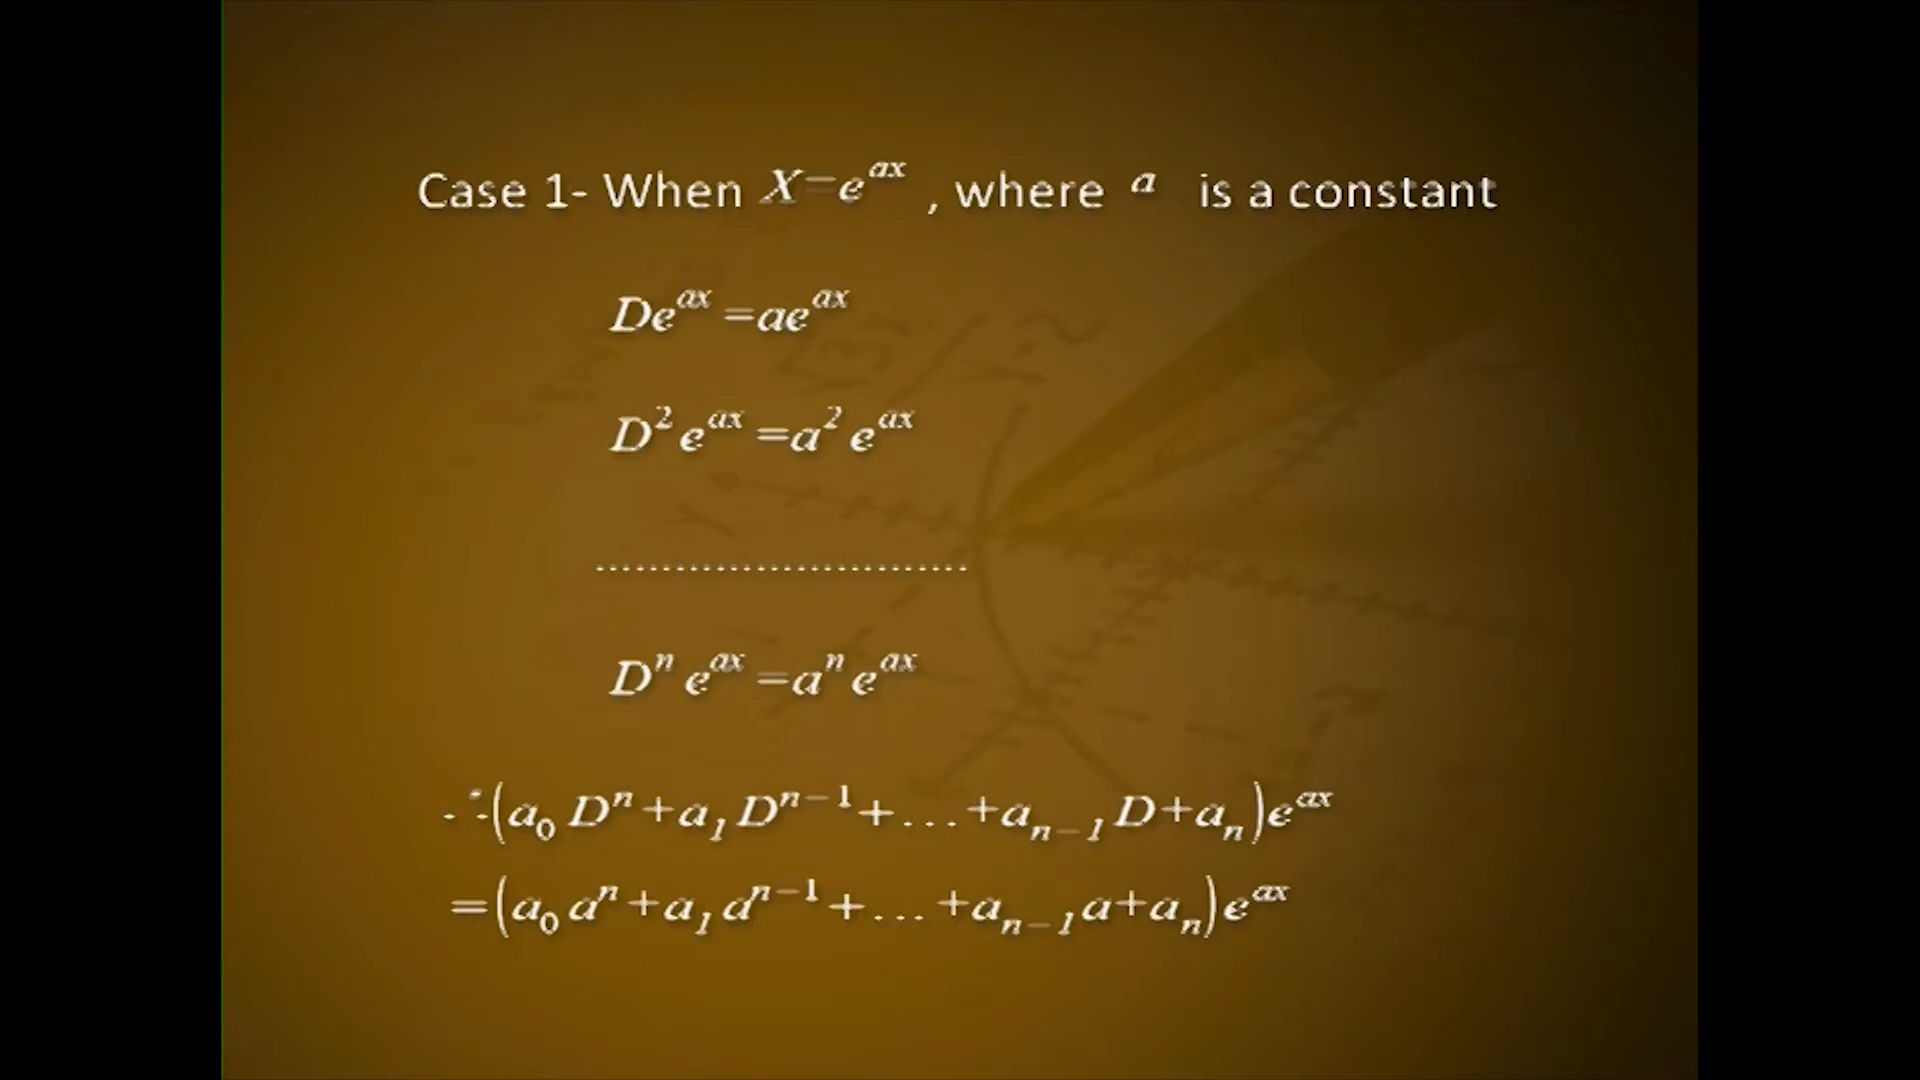 Case 1- When X=e^{ax} , where a is a constant
De^{ax}=ae^{ax}
D^2 e^{ax}=a^2 e^{ax}
............................
D^n e^{ax}=a^n e^{ax}
∴(a_0 D^n+a_1 D^{n-1}+...+a_{n-1} D+a_n)e^{ax}
=(a_0 a^n+a_1 a^{n-1}+...+a_{n-1} a+a_n)e^{ax}